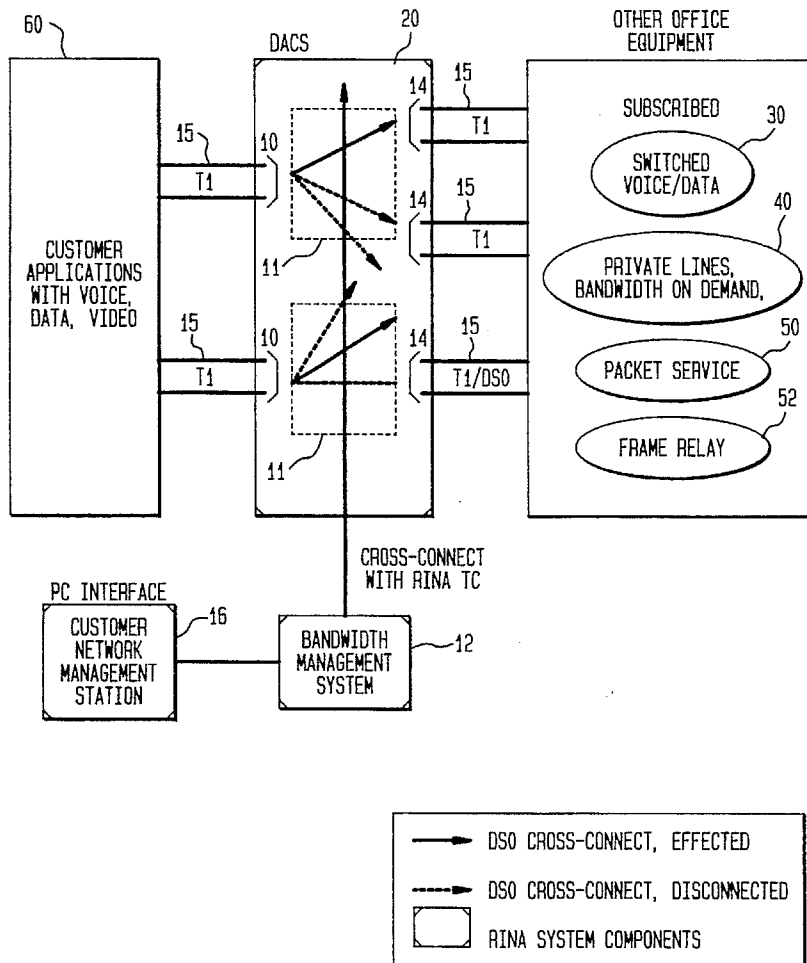 60
20
DACS
OTHER OFFICE
EQUIPMENT
15
T1
10
14
15
T1
SUBSCRIBED
30
SWITCHED
VOICE/DATA
11
14
15
T1
40
PRIVATE LINES,
BANDWIDTH ON DEMAND,
CUSTOMER
APPLICATIONS
WITH VOICE,
DATA, VIDEO
15
T1
10
14
15
T1/DS0
50
PACKET SERVICE
52
FRAME RELAY
11
CROSS-CONNECT
WITH RINA TC
PC INTERFACE
16
CUSTOMER
NETWORK
MANAGEMENT
STATION
BANDWIDTH
MANAGEMENT
SYSTEM
12
DS0 CROSS-CONNECT, EFFECTED
DS0 CROSS-CONNECT, DISCONNECTED
RINA SYSTEM COMPONENTS